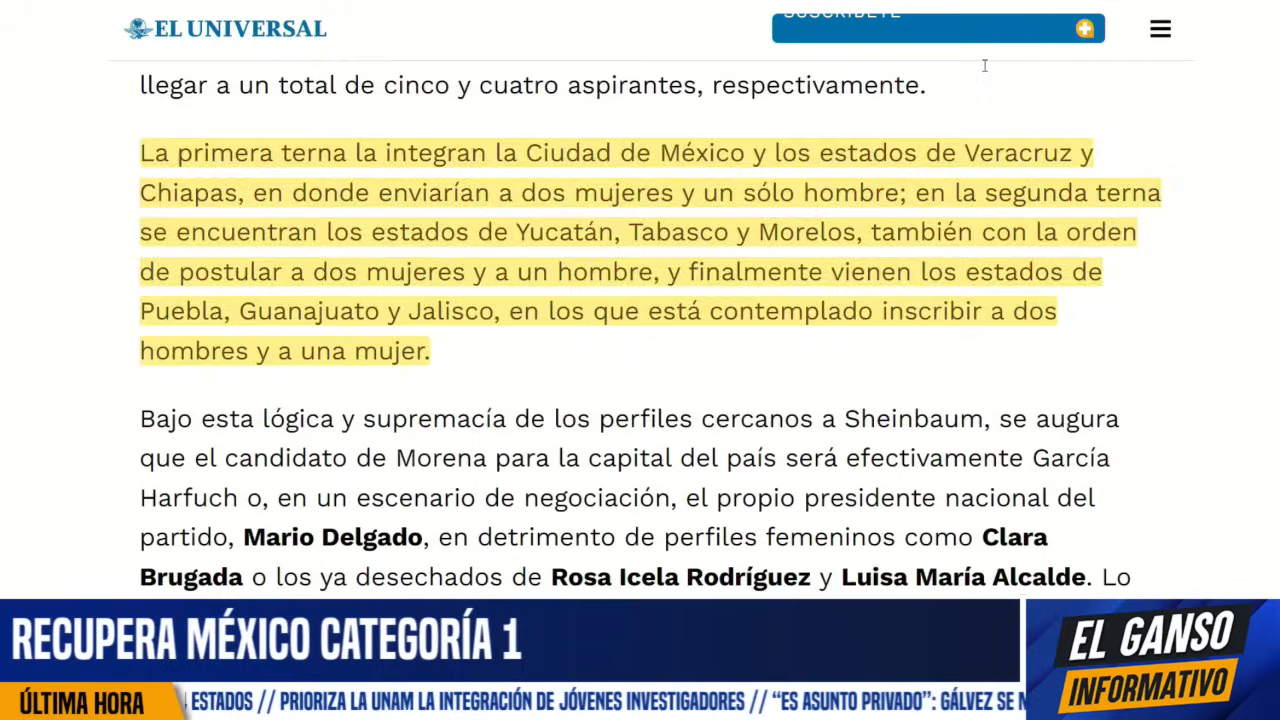 EL UNIVERSAL
SUSCRÍBETE
llegar a un total de cinco y cuatro aspirantes, respectivamente.
La primera terna la integran la Ciudad de México y los estados de Veracruz y
Chiapas, en donde enviarían a dos mujeres y un sólo hombre; en la segunda terna
se encuentran los estados de Yucatán, Tabasco y Morelos, también con la orden
de postular a dos mujeres y a un hombre, y finalmente vienen los estados de
Puebla, Guanajuato y Jalisco, en los que está contemplado inscribir a dos
hombres y a una mujer.
Bajo esta lógica y supremacía de los perfiles cercanos a Sheinbaum, se augura
que el candidato de Morena para la capital del país será efectivamente García
Harfuch o, en un escenario de negociación, el propio presidente nacional del
partido, Mario Delgado, en detrimento de perfiles femeninos como Clara
Brugada o los ya desechados de Rosa Icela Rodríguez y Luisa María Alcalde. Lo
RECUPERA MÉXICO CATEGORÍA 1
EL GANSO
INFORMATIVO
ÚLTIMA HORA
ESTADOS // PRIORIZA LA UNAM LA INTEGRACIÓN DE JÓVENES INVESTIGADORES // “ES ASUNTO PRIVADO”: GÁLVEZ SE